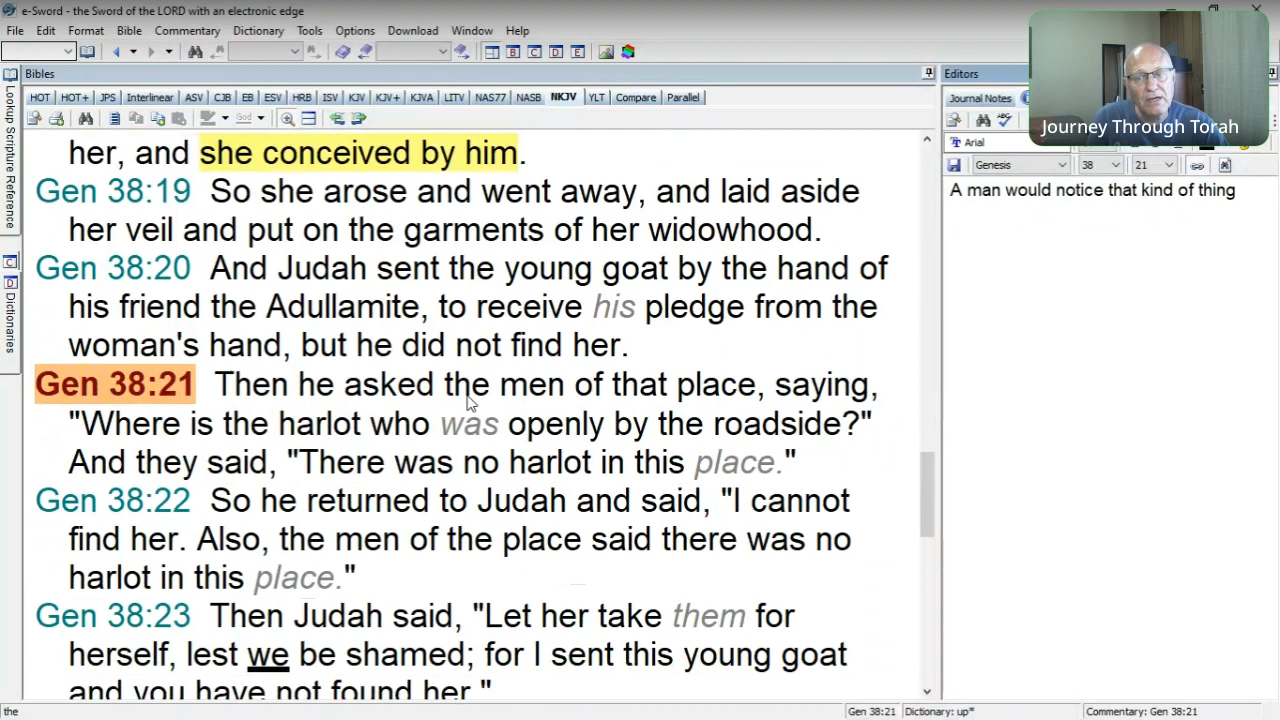 e-Sword - the Sword of the LORD with an electronic edge
File Edit Format Bible Commentary Dictionary Tools Options Download Window Help
B C D E
Bibles
Editors
HOT HOT+ JPS Interlinear ASV CJB EB ESV HRB ISV KJV KJV+ KJVA LITV NAS77 NASB NKJV YLT Compare Parallel
Journal Notes
Journey Through Torah
Arial
Genesis 38 21
A man would notice that kind of thing
Lookup Scripture Reference
Dictionaries
her, and she conceived by him.
Gen 38:19 So she arose and went away, and laid aside
her veil and put on the garments of her widowhood.
Gen 38:20 And Judah sent the young goat by the hand of
his friend the Adullamite, to receive his pledge from the
woman's hand, but he did not find her.
Gen 38:21 Then he asked the men of that place, saying,
"Where is the harlot who was openly by the roadside?"
And they said, "There was no harlot in this place."
Gen 38:22 So he returned to Judah and said, "I cannot
find her. Also, the men of the place said there was no
harlot in this place."
Gen 38:23 Then Judah said, "Let her take them for
herself, lest we be shamed; for I sent this young goat
and you have not found her."
the
Gen 38:21 Dictionary: up* Commentary: Gen 38:21